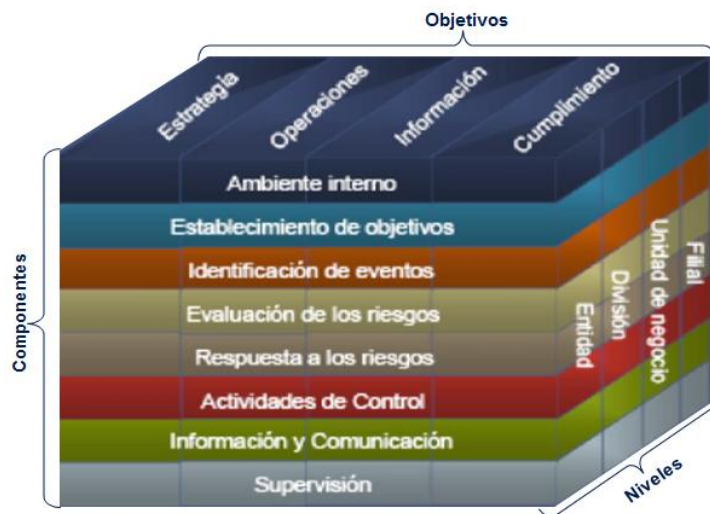 Objetivos
Estrategia
Operaciones
Información
Cumplimiento
Componentes
Ambiente interno
Establecimiento de objetivos
Identificación de eventos
Evaluación de los riesgos
Respuesta a los riesgos
Actividades de Control
Información y Comunicación
Supervisión
Entidad
División
Unidad de negocio
Filial
Niveles